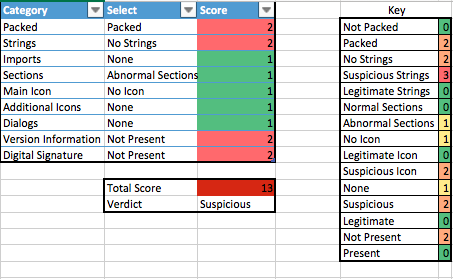 Category Select Score Key
Packed Packed 2 Not Packed 0
Strings No Strings 2 Packed 2
Imports None 1 No Strings 2
Sections Abnormal Sections 1 Suspicious Strings 3
Main Icon No Icon 1 Legitimate Strings 0
Additional Icons None 1 Normal Sections 0
Dialogs None 1 Abnormal Sections 1
Version Information Not Present 2 No Icon 1
Digital Signature Not Present 2 Legitimate Icon 0
Suspicious Icon 2
Total Score 13 None 1
Verdict Suspicious Suspicious 2
Legitimate 0
Not Present 2
Present 0